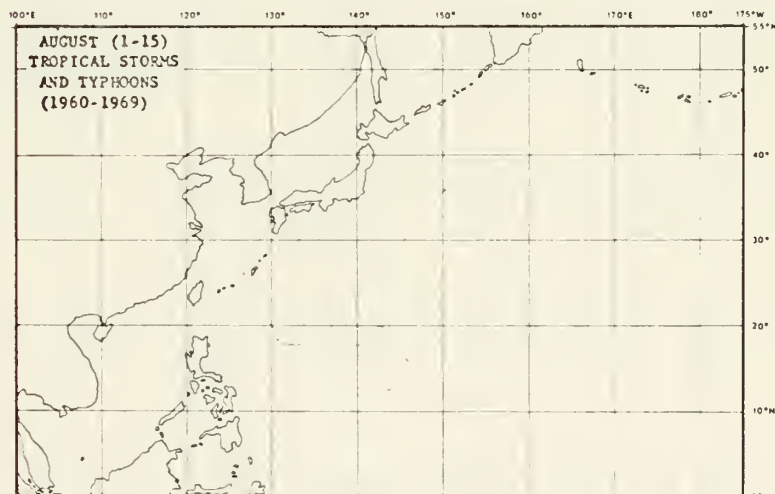 100°E 110° 120° 130° 140° 150°E 160°E 170°E 180° 175°W
AUGUST (1-15)
TROPICAL STORMS
AND TYPHOONS
(1960-1969)
55°N
50°
40°
30°
20°
10°N